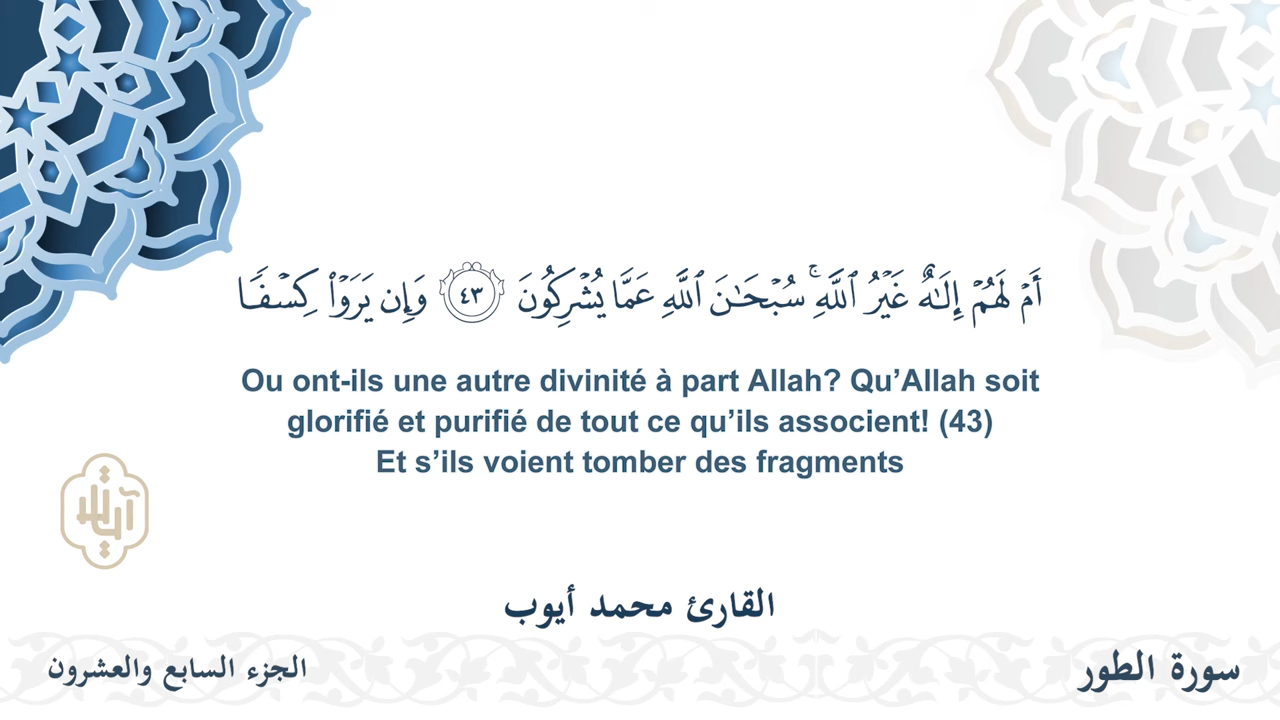 أَمْ لَهُمْ إِلَٰهٌ غَيْرُ ٱللَّهِ ۚ سُبْحَٰنَ ٱللَّهِ عَمَّا يُشْرِكُونَ ٤٣ وَإِن يَرَوْا۟ كِسْفًا
Ou ont-ils une autre divinité à part Allah? Qu’Allah soit
glorifié et purifié de tout ce qu’ils associent! (43)
Et s’ils voient tomber des fragments
آيات الله
القارئ محمد أيوب
سورة الطور
الجزء السابع والعشرون